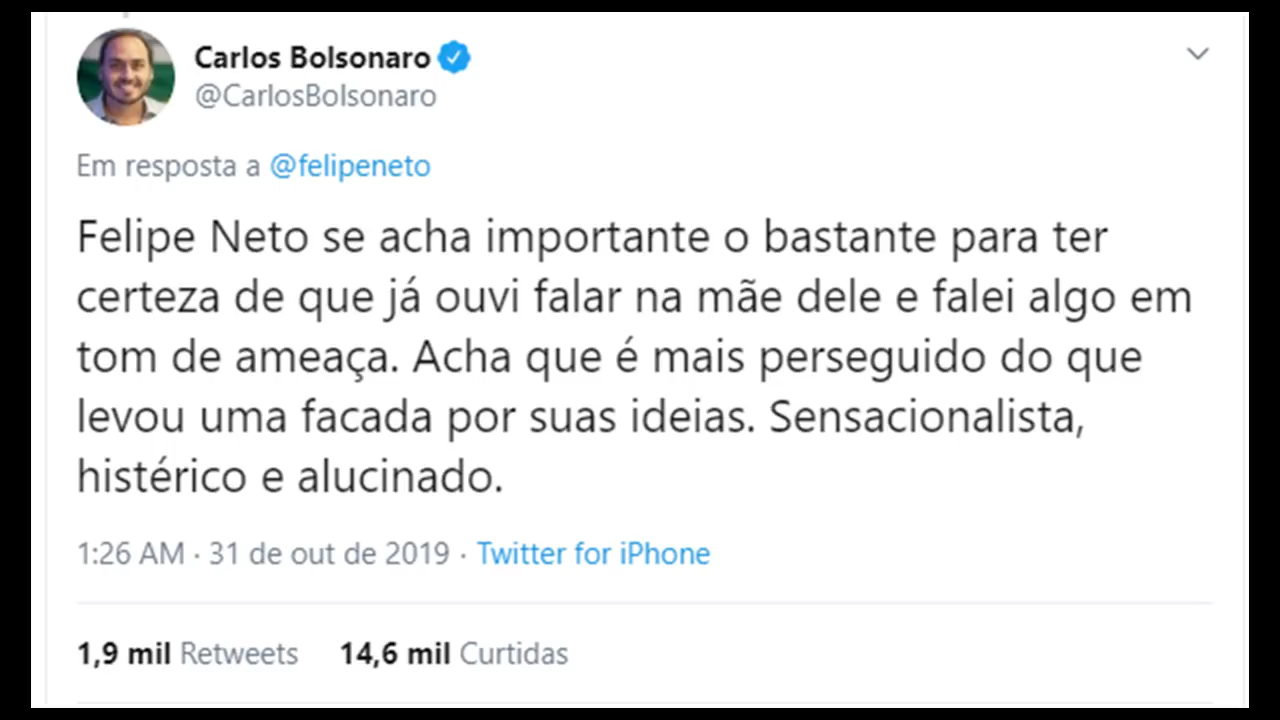 Carlos Bolsonaro
@CarlosBolsonaro
Em resposta a @felipeneto
Felipe Neto se acha importante o bastante para ter
certeza de que já ouvi falar na mãe dele e falei algo em
tom de ameaça. Acha que é mais perseguido do que
levou uma facada por suas ideias. Sensacionalista,
histérico e alucinado.
1:26 AM · 31 de out de 2019 · Twitter for iPhone
1,9 mil Retweets 14,6 mil Curtidas